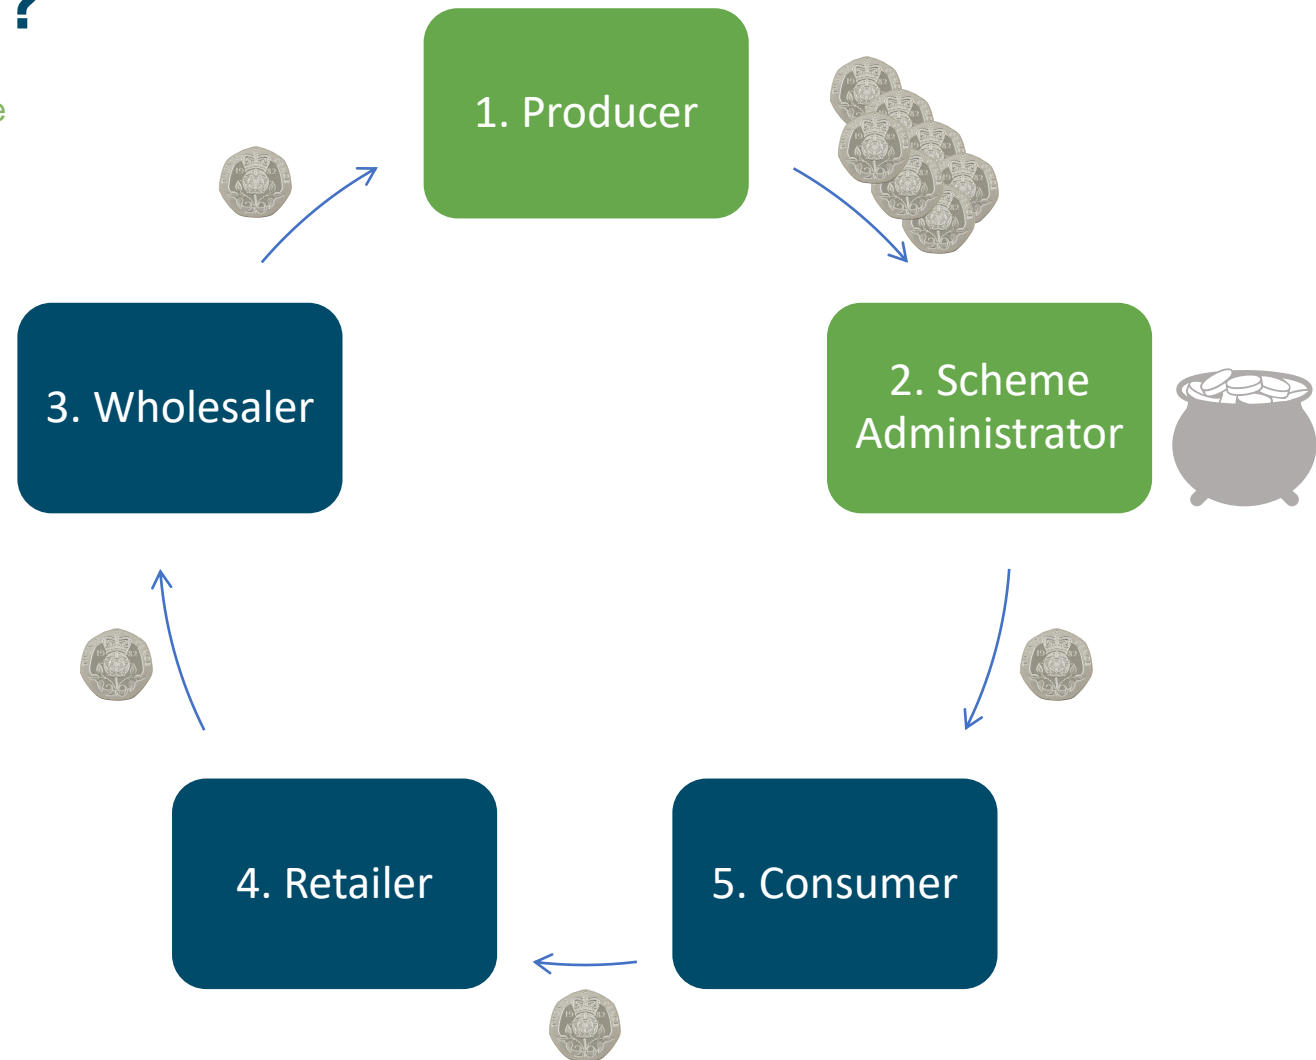 ?
e
1. Producer
2. Scheme
Administrator
3. Wholesaler
4. Retailer
5. Consumer